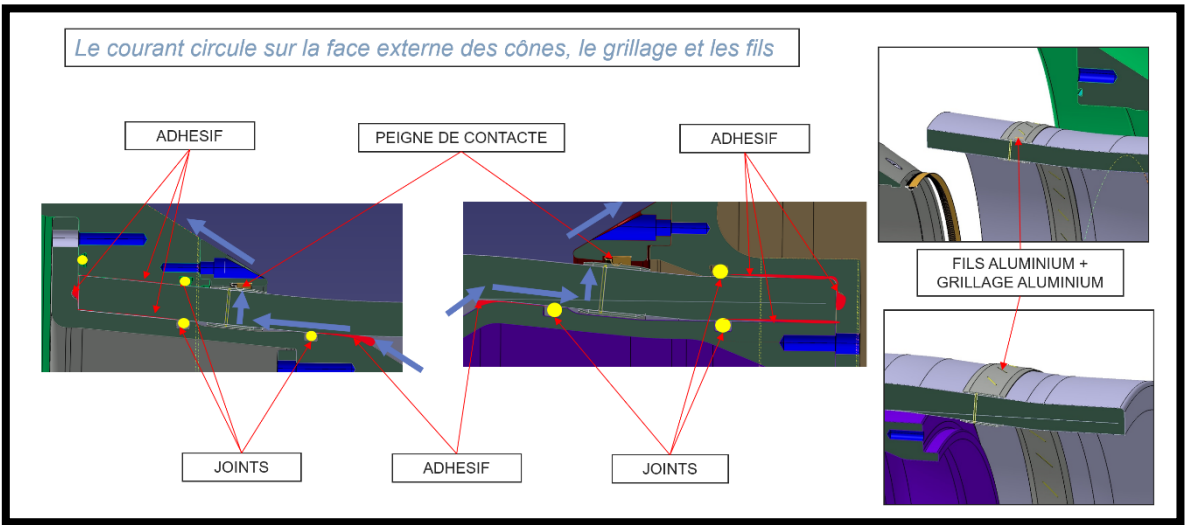 Le courant circule sur la face externe des cônes, le grillage et les fils
ADHESIF
PEIGNE DE CONTACTE
ADHESIF
FILS ALUMINIUM +
GRILLAGE ALUMINIUM
JOINTS
ADHESIF
JOINTS